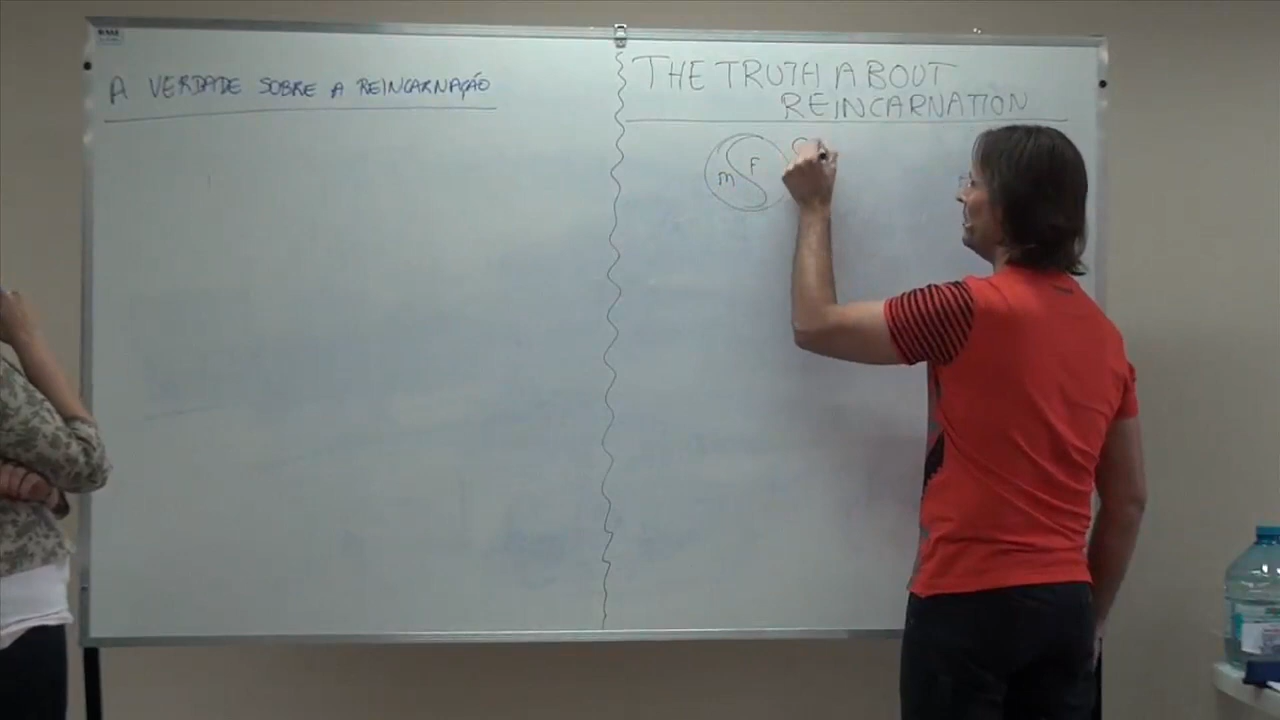 A VERDADE SOBRE A REINCARNAÇÃO
THE TRUTH ABOUT
REINCARNATION
M F